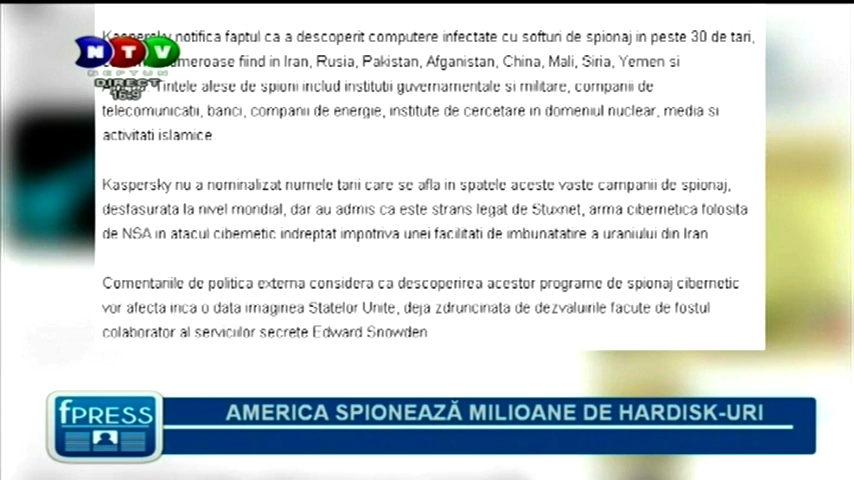 Kaspersky notifica faptul ca a descoperit computere infectate cu softuri de spionaj in peste 30 de tari,
fiind in Iran, Rusia, Pakistan, Afganistan, China, Mali, Siria, Yemen si
Tintele alese de spioni includ institutii guvernamentale si militare, companii de
telecomunicatii, banci, companii de energie, institute de cercetare in domeniul nuclear, media si
activitati islamice
Kaspersky nu a nominalizat numele tarii care se afla in spatele aceste vaste campanii de spionaj,
desfasurata la nivel mondial, dar au admis ca este strans legat de Stuxnet, arma cibernetica folosita
de NSA in atacul cibernetic indreptat impotriva unei facilitati de imbunatatire a uraniului din Iran
Comentariile de politica externa considera ca descoperirea acestor programe de spionaj cibernetic
vor afecta inca o data imaginea Statelor Unite, deja zdruncinata de dezvaluirile facute de fostul
colaborator al serviciilor secrete Edward Snowden
NTV
NEPTUN
DIRECT
16:9
fPRESS
AMERICA SPIONEAZĂ MILIOANE DE HARDISK-URI